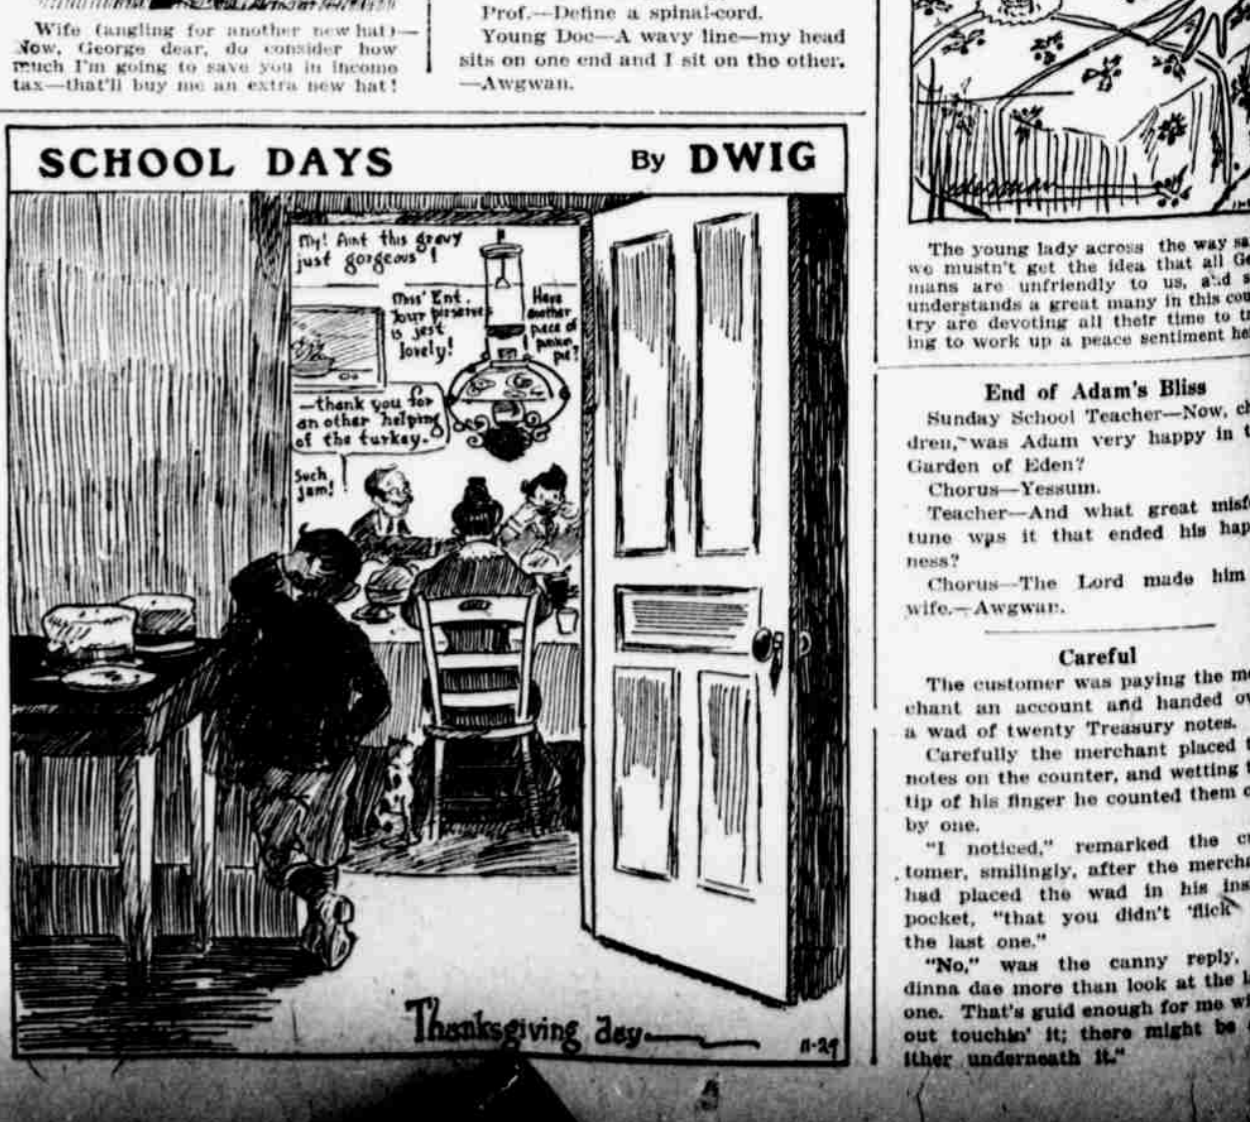 Wife (angling for another new hat)—
Now, George dear, do consider how
much I'm going to save you in income
tax—that'll buy me an extra new hat!
Prof.—Define a spinal-cord.
Young Doc—A wavy line—my head
sits on one end and I sit on the other.
—Awgwan.
SCHOOL DAYS By DWIG
My! Aint this gravy
just gorgeous!
Mis' Ent.
Your preserves
is jest
lovely!
Have
another
piece of
pie?
—thank you for
an other helping
of the turkey.
Such
jam!
Thanksgiving day
11-29
The young lady across the way
we mustn't get the idea that all
mans are unfriendly to us, and
understands a great many in this
try are devoting all their time to
ing to work up a peace sentiment
End of Adam's Bliss
Sunday School Teacher—Now,
dren, was Adam very happy in
Garden of Eden?
Chorus—Yessum.
Teacher—And what great
tune was it that ended his
ness?
Chorus—The Lord made him
wife.—Awgwan.
Careful
The customer was paying the
chant an account and handed
a wad of twenty Treasury notes.
Carefully the merchant placed
notes on the counter, and wetting
tip of his finger he counted them
by one.
"I noticed," remarked the
tomer, smilingly, after the
had placed the wad in his
pocket, "that you didn't 'flick'
the last one."
"No," was the canny reply,
dinna dae more than look at the
one. That's guid enough for me
out touchin' it; there might be
ither underneath it."